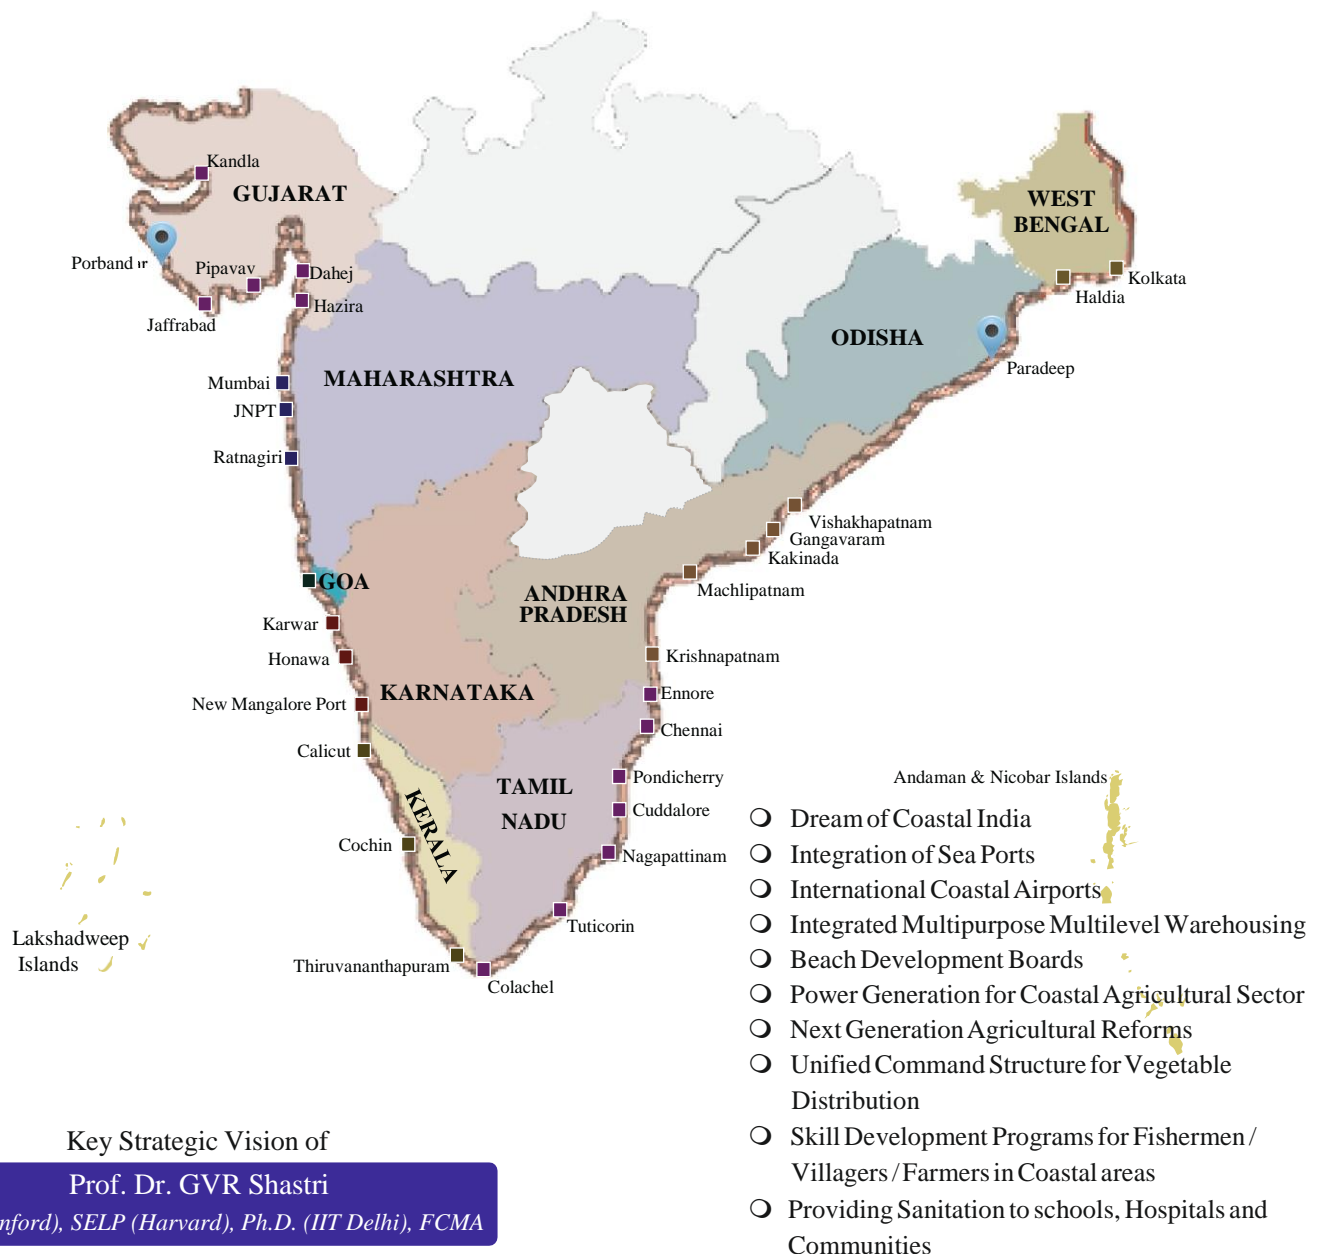 Kandla
GUJARAT
WEST
BENGAL
Porband r
Pipavav
Dahej
Jaffrabad
Hazira
Kolkata
Haldia
ODISHA
Paradeep
Mumbai
MAHARASHTRA
JNPT
Ratnagiri
Vishakhapatnam
Gangavaram
Kakinada
GOA
ANDHRA
PRADESH
Machlipatnam
Karwar
Honawa
Krishnapatnam
KARNATAKA
Ennore
New Mangalore Port
Chennai
Calicut
Pondicherry
TAMIL
NADU
Cuddalore
KERALA
Cochin
Nagapattinam
Tuticorin
Thiruvananthapuram
Colachel
Lakshadweep
Islands
Andaman & Nicobar Islands
Dream of Coastal India
Integration of Sea Ports
International Coastal Airports
Integrated Multipurpose Multilevel Warehousing
Beach Development Boards
Power Generation for Coastal Agricultural Sector
Next Generation Agricultural Reforms
Unified Command Structure for Vegetable
Distribution
Skill Development Programs for Fishermen /
Villagers / Farmers in Coastal areas
Providing Sanitation to schools, Hospitals and
Communities
Key Strategic Vision of
Prof. Dr. GVR Shastri
nford), SELP (Harvard), Ph.D. (IIT Delhi), FCMA